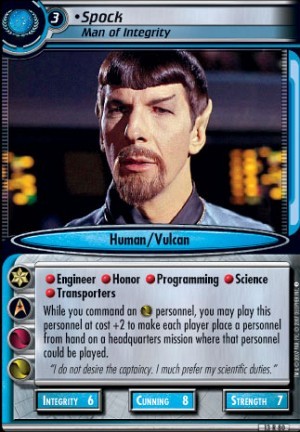 3
•Spock
Man of Integrity
Human/Vulcan
Engineer Honor Programming Science
Transporters
While you command an personnel, you may play this
personnel at cost +2 to make each player place a personnel
from hand on a headquarters mission where that personnel
could be played.
"I do not desire the captaincy. I much prefer my scientific duties."
INTEGRITY 6 CUNNING 8 STRENGTH 7